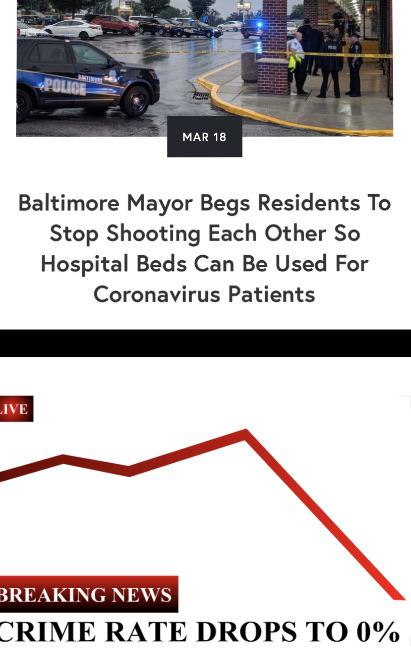 POLICE
MAR 18
Baltimore Mayor Begs Residents To
Stop Shooting Each Other So
Hospital Beds Can Be Used For
Coronavirus Patients
LIVE
BREAKING NEWS
CRIME RATE DROPS TO 0%